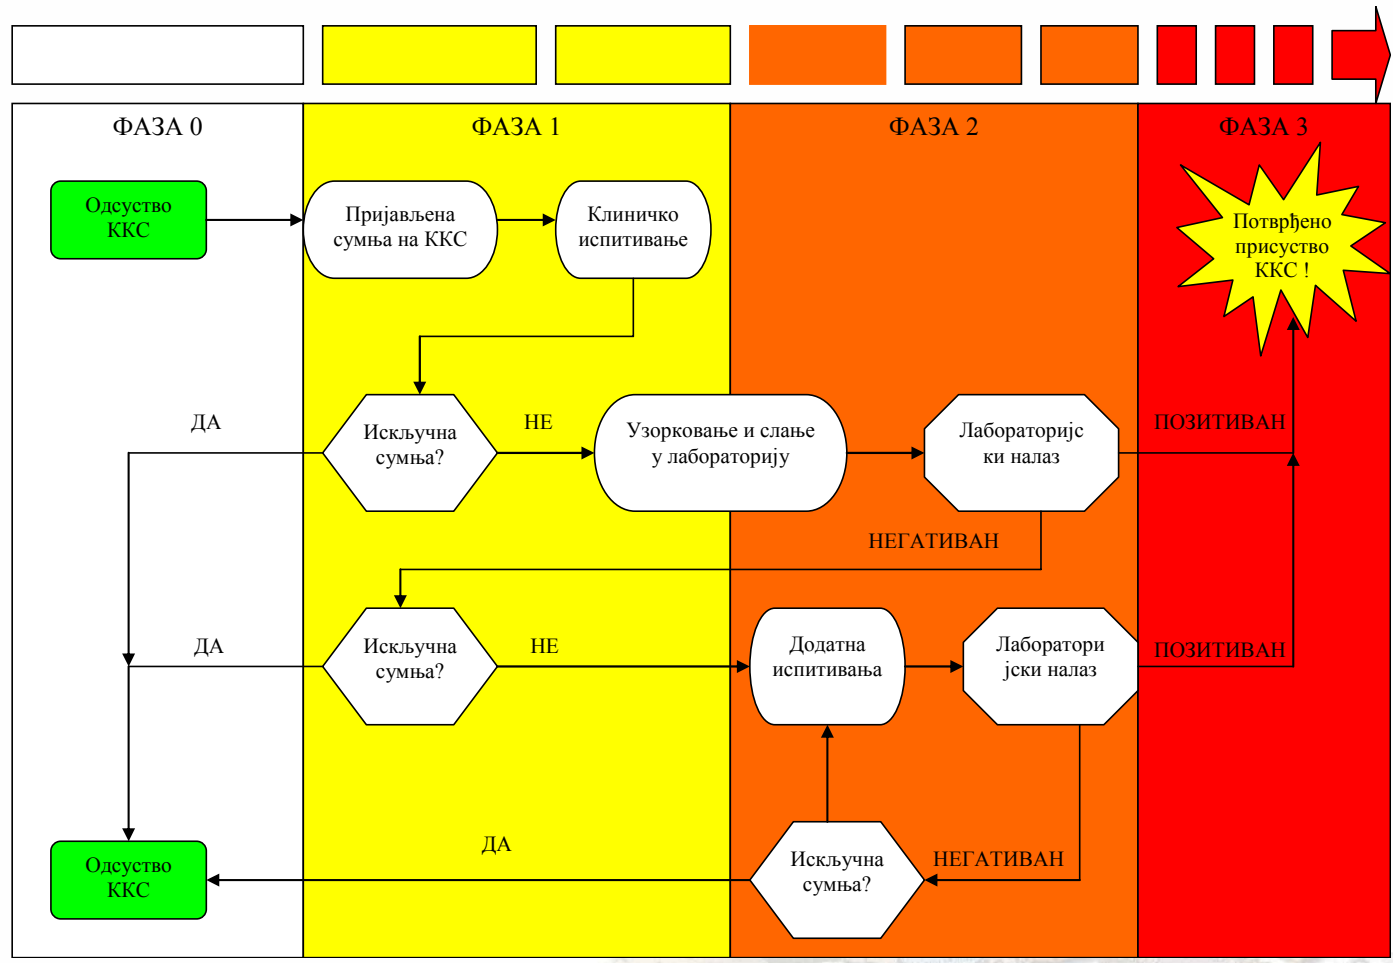 ФАЗА 0
ФАЗА 1
ФАЗА 2
ФАЗА 3
Одсуство
ККС
Пријављена
сумња на ККС
Клиничко
испитивање
Потврђено
присуство
ККС !
ДА
Искључна
сумња?
НЕ
Узорковање и слање
у лабораторију
Лабораторијс
ки налаз
ПОЗИТИВАН
НЕГАТИВАН
ДА
Искључна
сумња?
НЕ
Додатна
испитивања
Лаборатори
јски налаз
ПОЗИТИВАН
Одсуство
ККС
ДА
Искључна
сумња?
НЕГАТИВАН